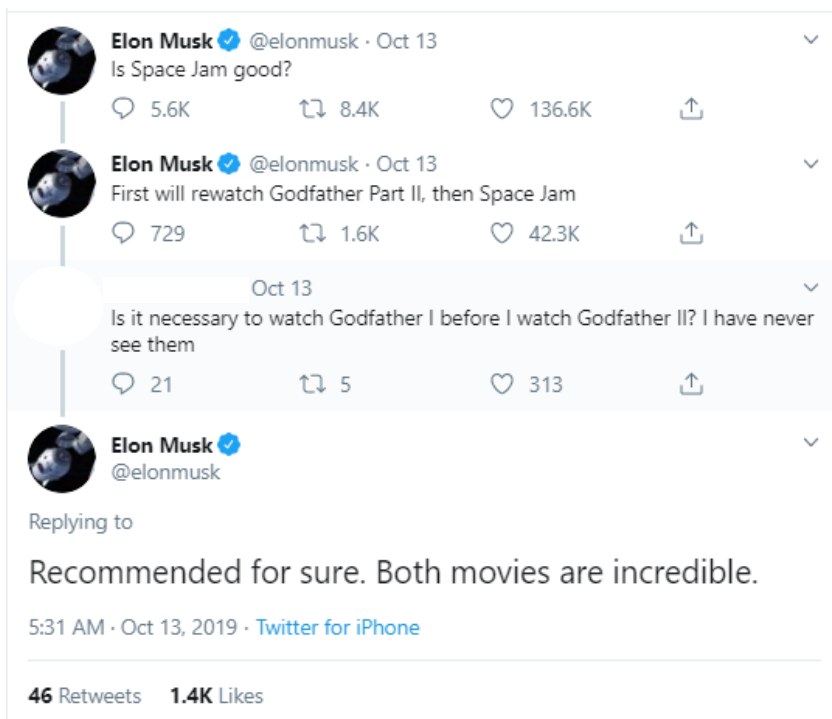 Elon Musk @elonmusk · Oct 13
Is Space Jam good?
5.6K 8.4K 136.6K
Elon Musk @elonmusk · Oct 13
First will rewatch Godfather Part II, then Space Jam
729 1.6K 42.3K
Oct 13
Is it necessary to watch Godfather I before I watch Godfather II? I have never
see them
21 5 313
Elon Musk
@elonmusk
Replying to
Recommended for sure. Both movies are incredible.
5:31 AM · Oct 13, 2019 · Twitter for iPhone
46 Retweets 1.4K Likes